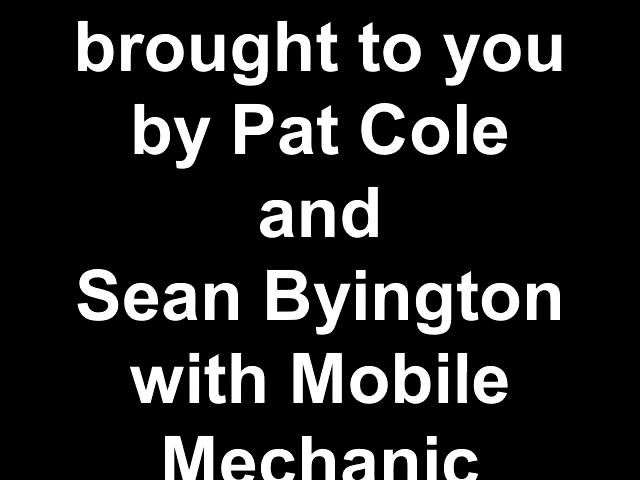 brought to you
by Pat Cole
and
Sean Byington
with Mobile
Mechanic